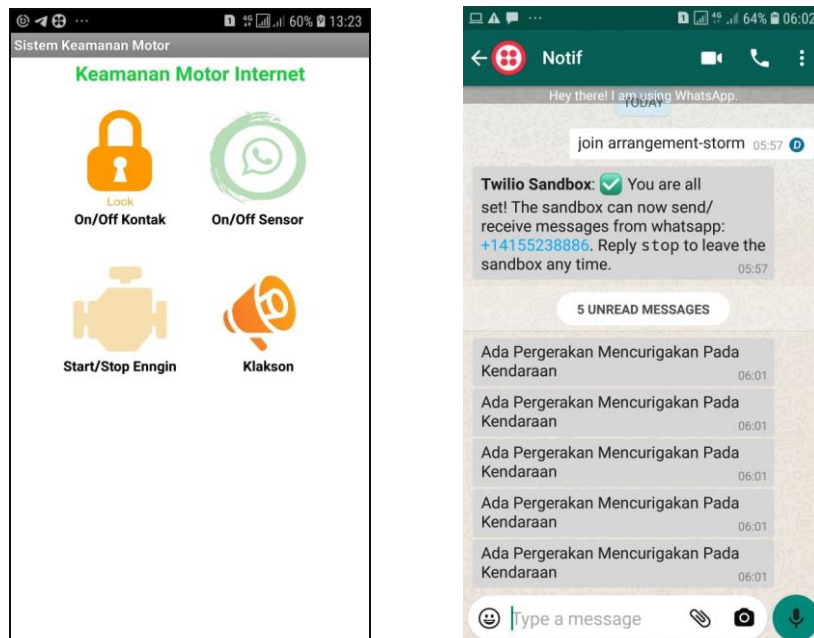 60% 13:23
Sistem Keamanan Motor
Keamanan Motor Internet
Lock
On/Off Kontak
On/Off Sensor
Start/Stop Enngin
Klakson
64% 06:02
Notif
Hey there! I am using WhatsApp.
TODAY
join arrangement-storm 05:57
Twilio Sandbox: ✅ You are all
set! The sandbox can now send/
receive messages from whatsapp:
+14155238886. Reply stop to leave the
sandbox any time.
05:57
5 UNREAD MESSAGES
Ada Pergerakan Mencurigakan Pada
Kendaraan
06:01
Ada Pergerakan Mencurigakan Pada
Kendaraan
06:01
Ada Pergerakan Mencurigakan Pada
Kendaraan
06:01
Ada Pergerakan Mencurigakan Pada
Kendaraan
06:01
Ada Pergerakan Mencurigakan Pada
Kendaraan
06:01
Type a message